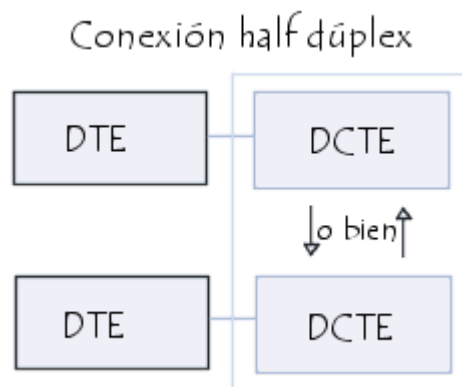 Conexión half dúplex
DTE
DCTE
o bien
DTE
DCTE